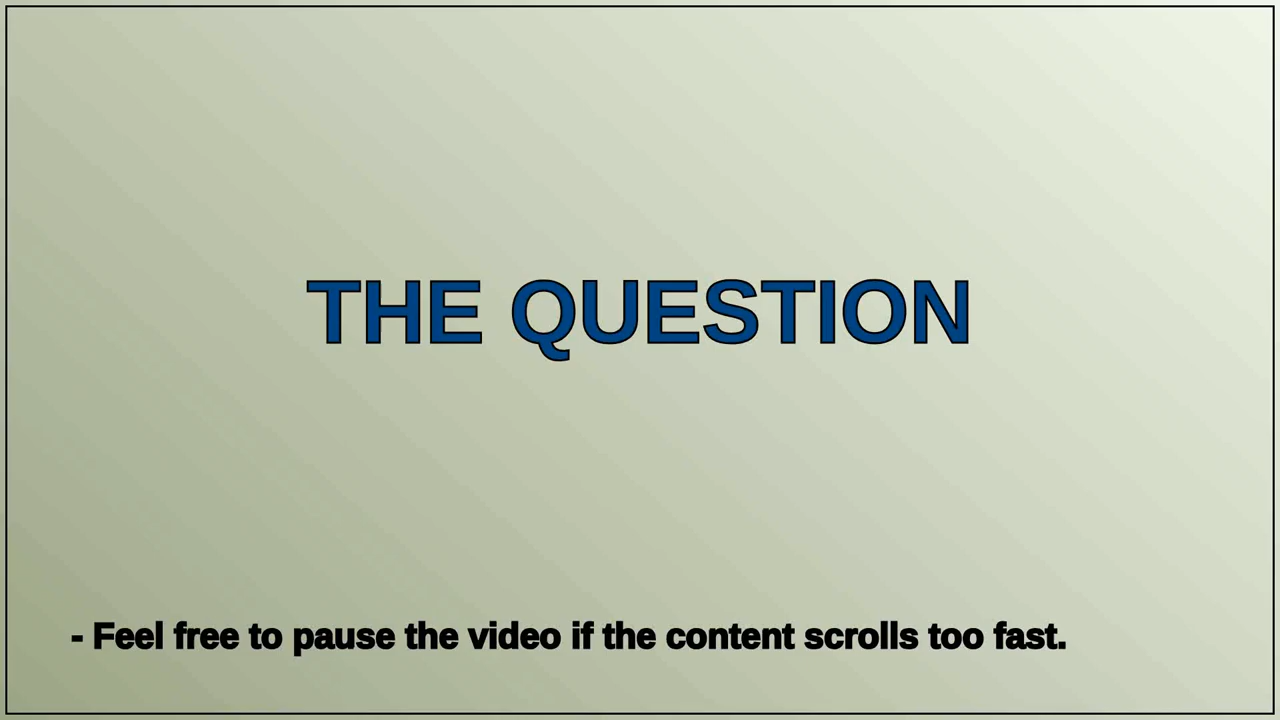 THE QUESTION
- Feel free to pause the video if the content scrolls too fast.